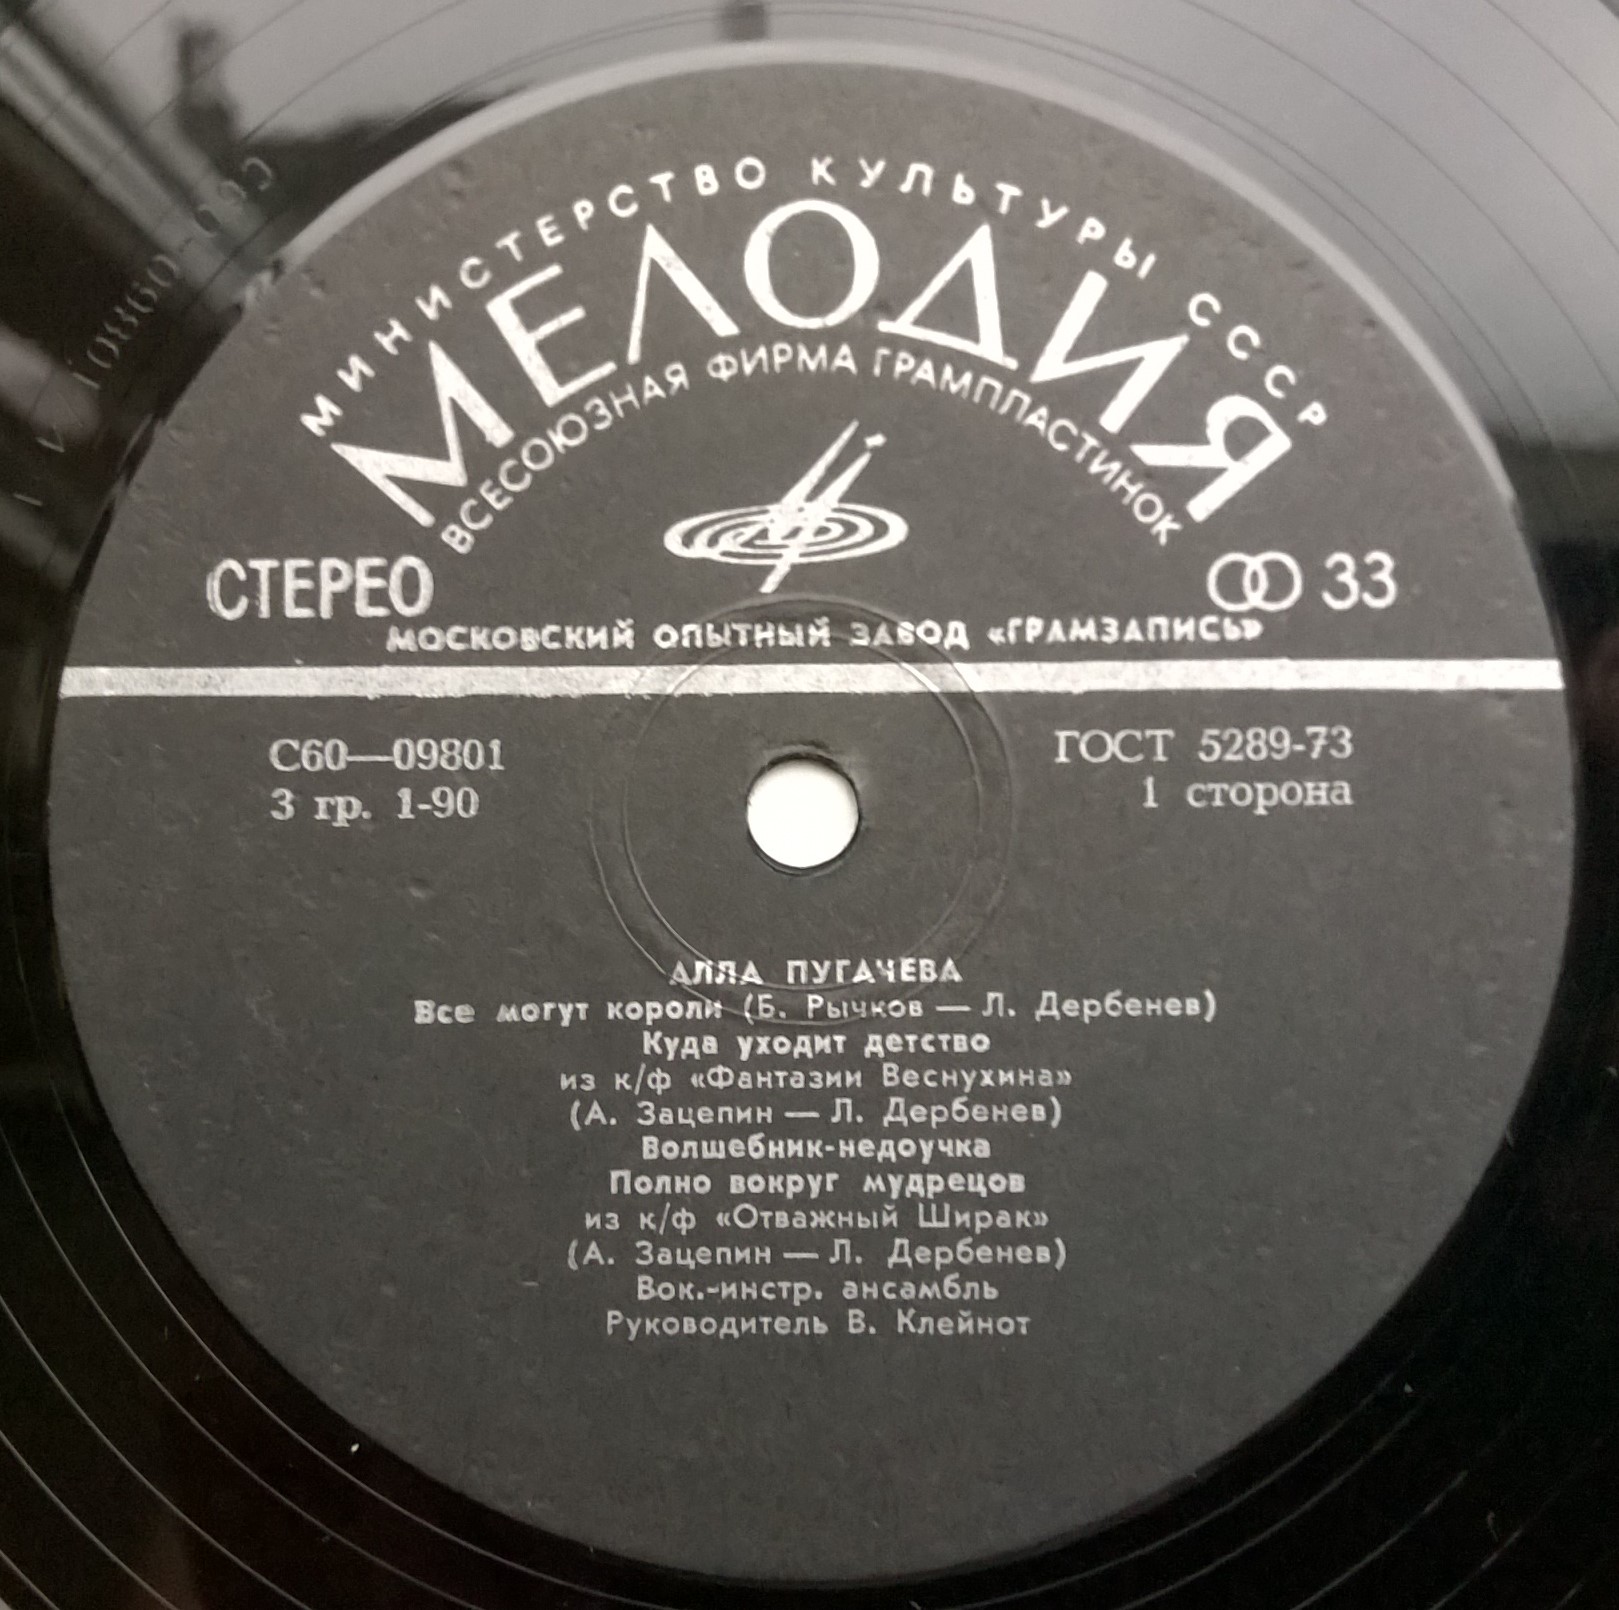 МИНИСТЕРСТВО КУЛЬТУРЫ СССР
МЕЛОДИЯ
ВСЕСОЮЗНАЯ ФИРМА ГРАМПЛАСТИНОК
СТЕРЕО
33
МОСКОВСКИЙ ОПЫТНЫЙ ЗАВОД «ГРАМЗАПИСЬ»
С60—09801
ГОСТ 5289-73
3 гр. 1-90
1 сторона
АЛЛА ПУГАЧЕВА
Все могут короли (Б. Рычков — Л. Дербенев)
Куда уходит детство
из к/ф «Фантазии Веснухина»
(А. Зацепин — Л. Дербенев)
Волшебник-недоучка
Полно вокруг мудрецов
из к/ф «Отважный Ширак»
(А. Зацепин — Л. Дербенев)
Вок.-инстр. ансамбль
Руководитель В. Клейнот